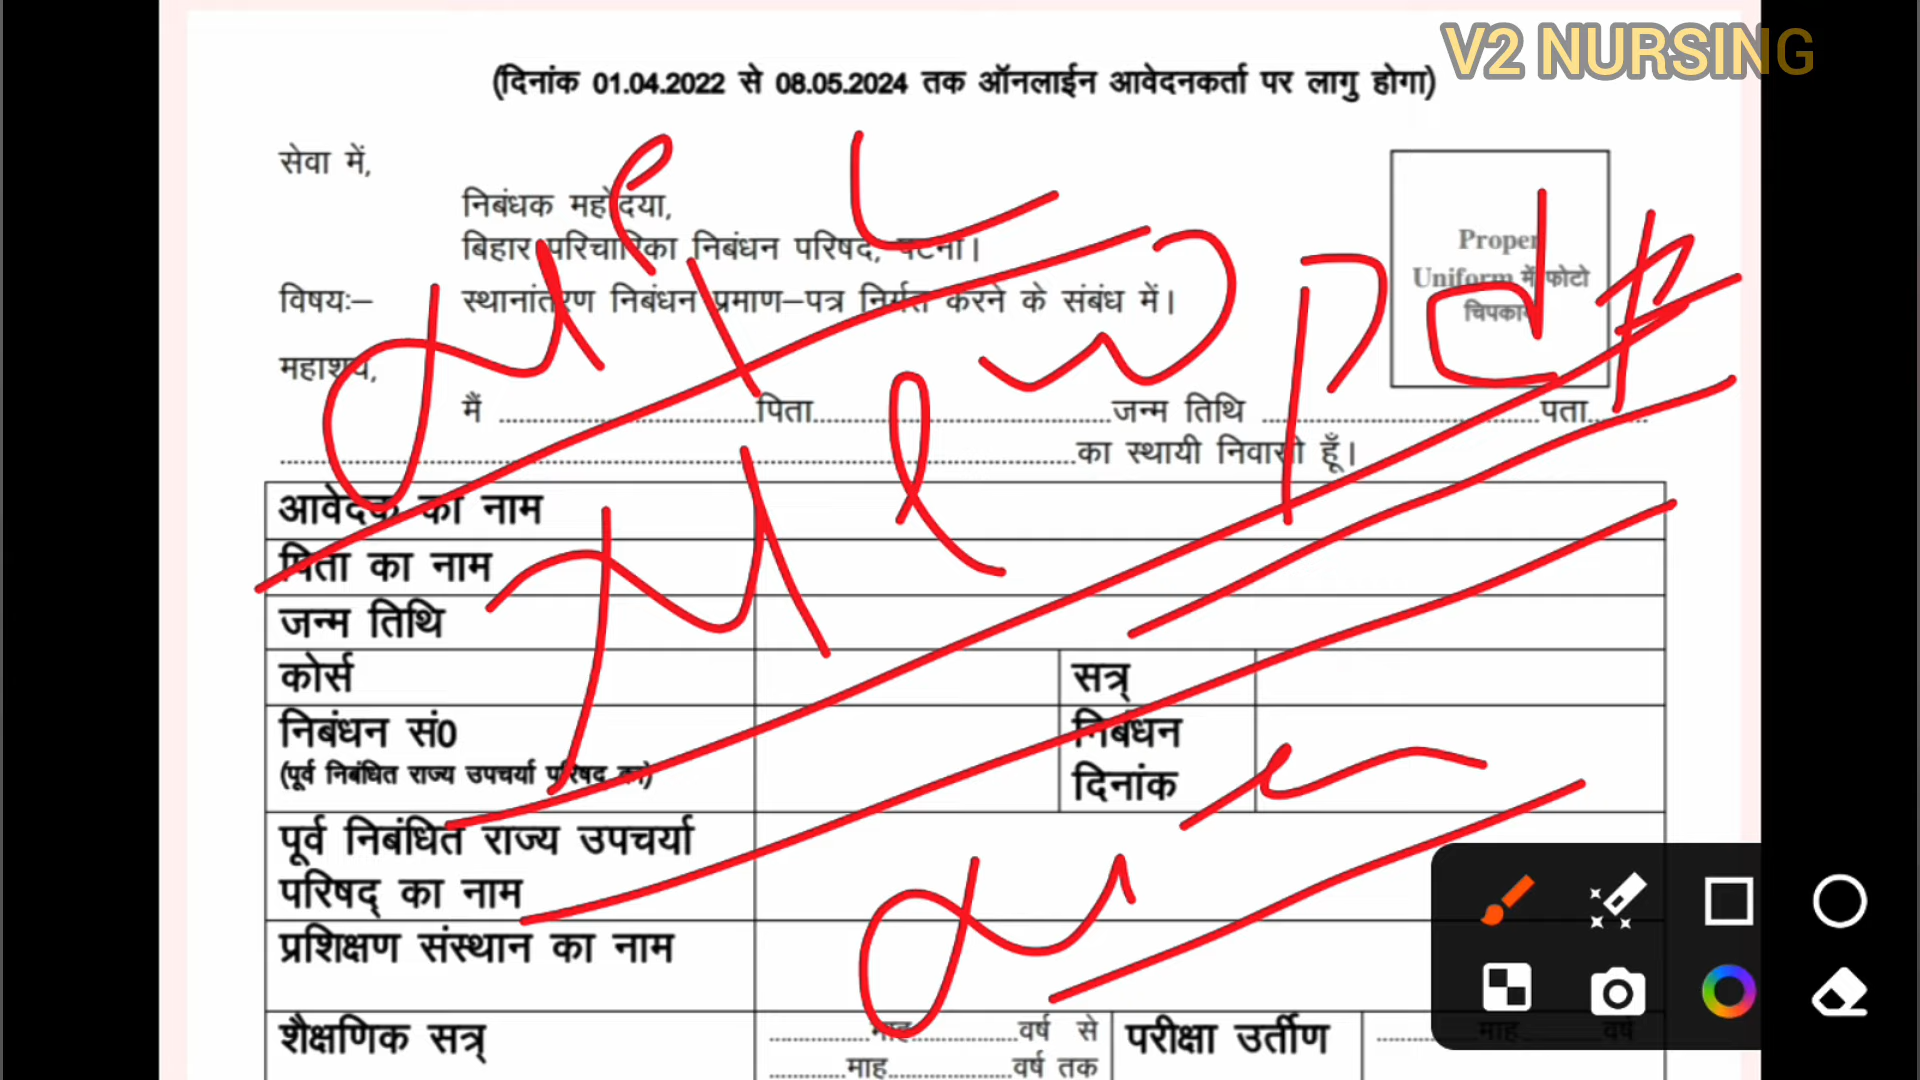 V2 NURSING
(दिनांक 01.04.2022 से 08.05.2024 तक ऑनलाईन आवेदनकर्ता पर लागु होगा)
सेवा में,
निबंधक महोदया,
बिहार परिचारिका निबंधन परिषद, पटना।
Proper
Uniform में फोटो
चिपकायें
विषयः– स्थानांतरण निबंधन प्रमाण–पत्र निर्गत करने के संबंध में।
महाशय,
मैं ........................ पिता........................ जन्म तिथि ........................ पता......
........................ का स्थायी निवासी हूँ।
आवेदक का नाम
पिता का नाम
जन्म तिथि
कोर्स सत्र्
निबंधन सं0 निबंधन
(पूर्व निबंधित राज्य उपचर्या परिषद का) दिनांक
पूर्व निबंधित राज्य उपचर्या
परिषद् का नाम
प्रशिक्षण संस्थान का नाम
शैक्षणिक सत्र् ............माह............वर्ष से परीक्षा उर्तीण ............माह............वर्ष
.........माह............वर्ष तक